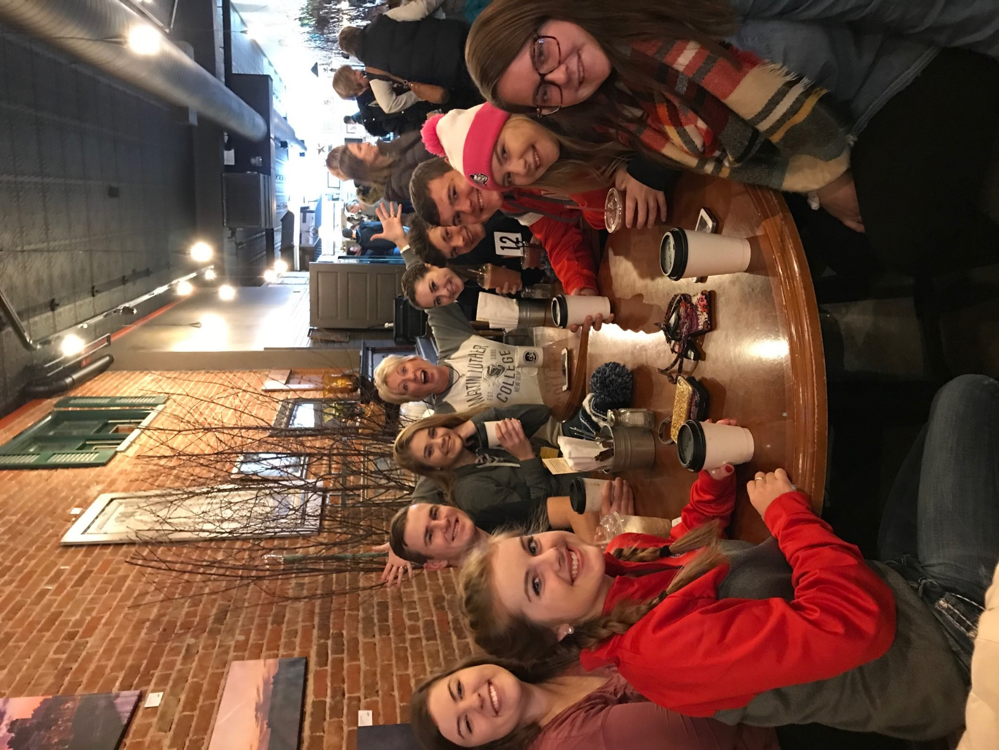 12
MARTIN LUTHER
EST. 1995
COLLEGE
NEW ULM